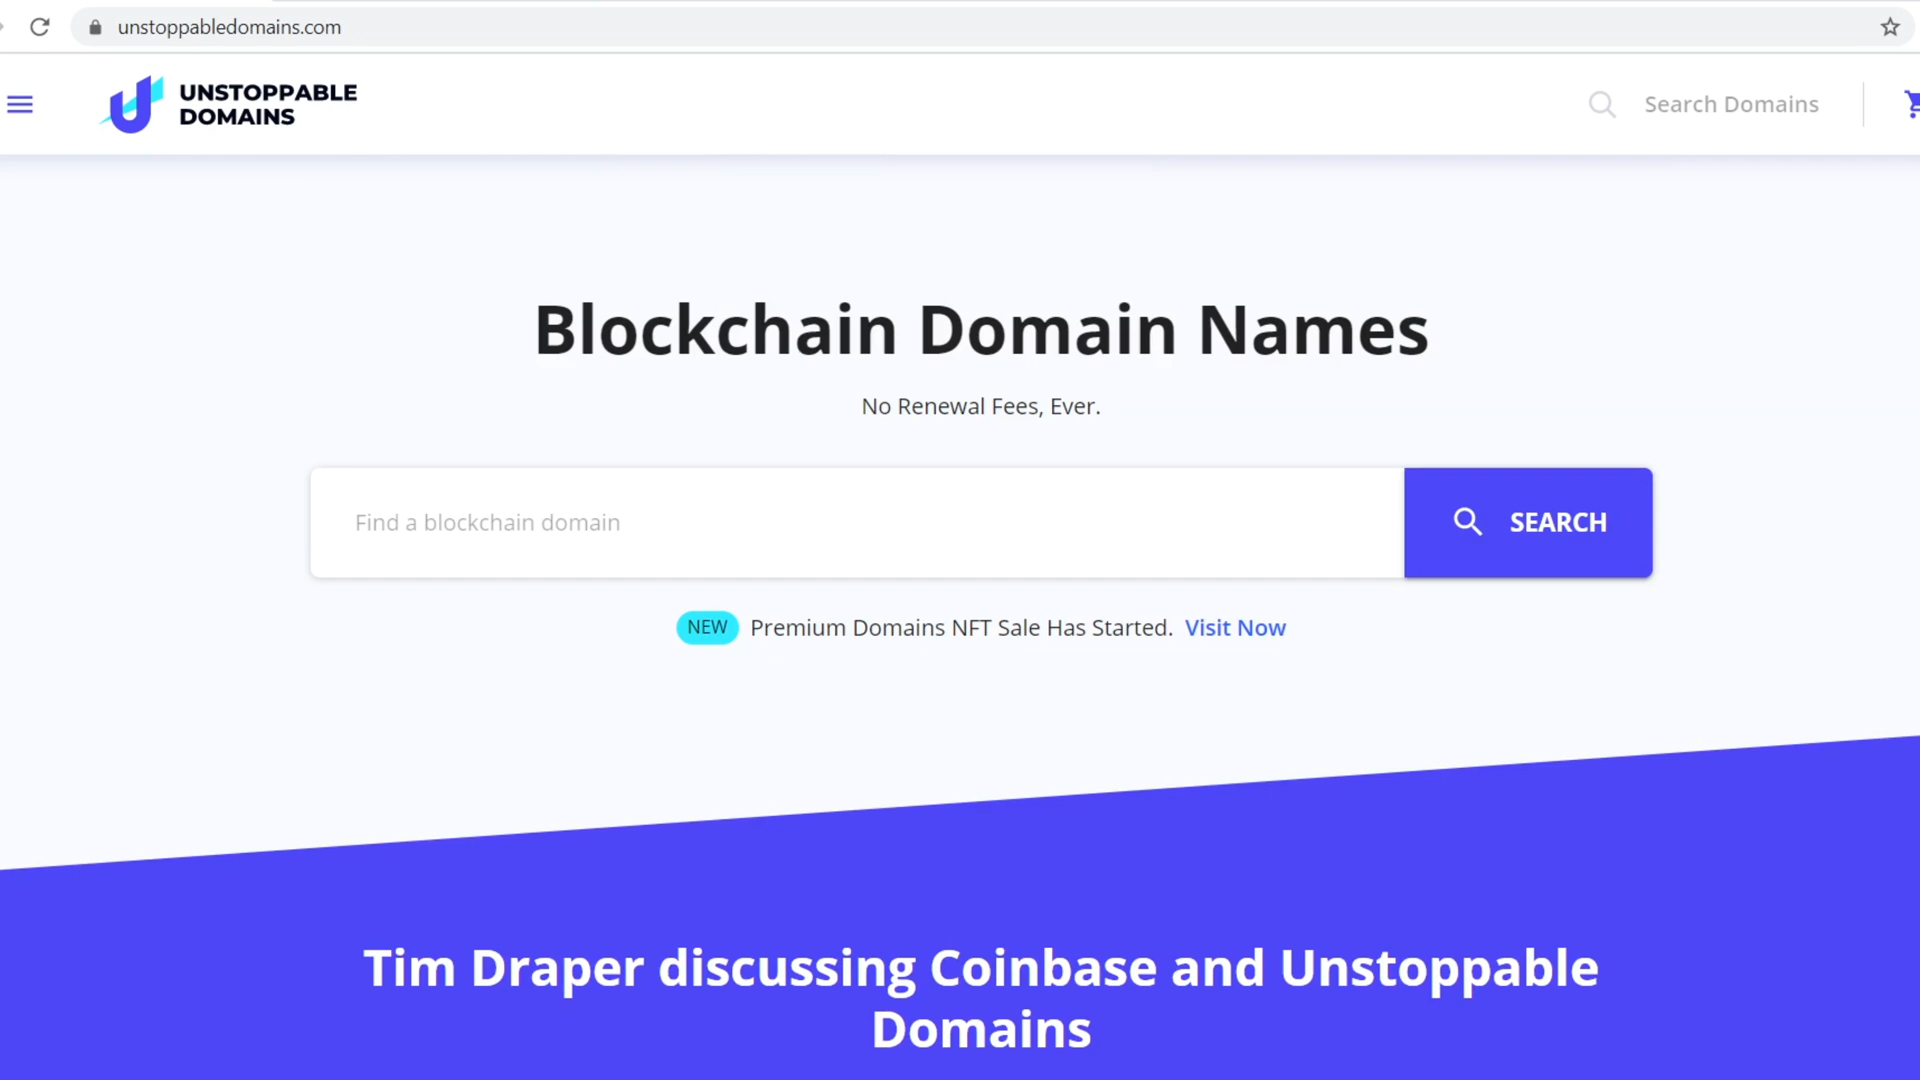 unstoppabledomains.com
UNSTOPPABLE
DOMAINS
Search Domains
Blockchain Domain Names
No Renewal Fees, Ever.
Find a blockchain domain
SEARCH
NEW Premium Domains NFT Sale Has Started. Visit Now
Tim Draper discussing Coinbase and Unstoppable
Domains